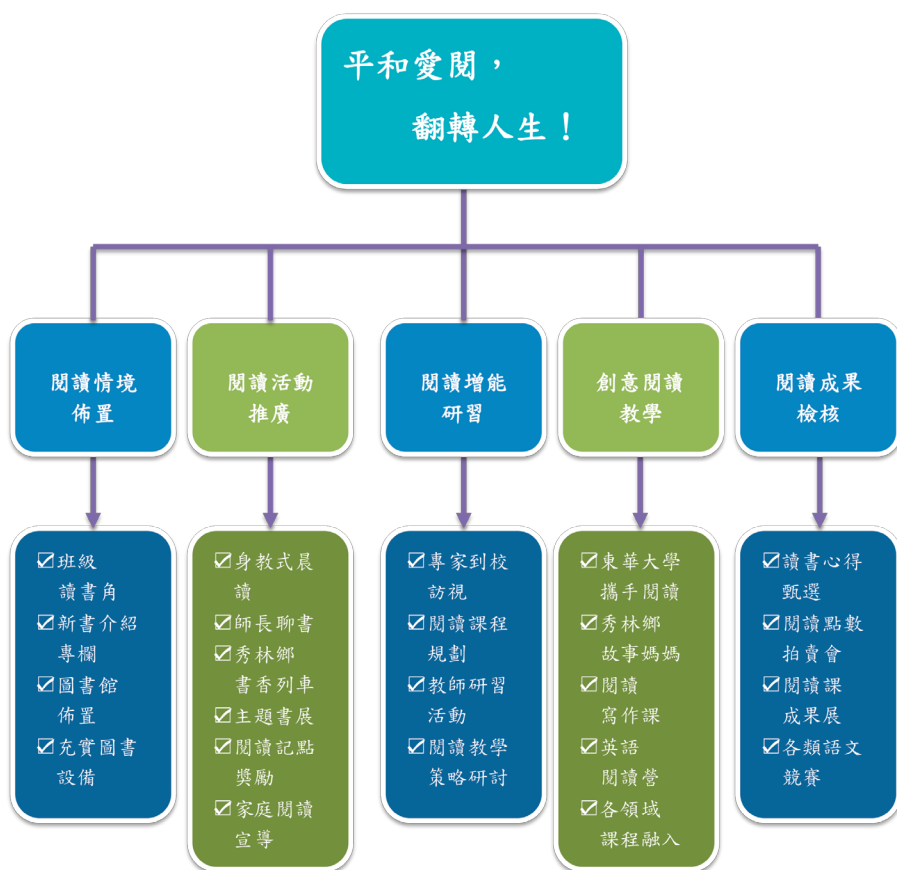 平和愛閱，
翻轉人生！
閱讀情境
佈置
☑班級
讀書角
☑新書介紹
專欄
☑圖書館
佈置
☑充實圖書
設備
閱讀活動
推廣
☑身教式晨
讀
☑師長聊書
☑秀林鄉
書香列車
☑主題書展
☑閱讀記點
獎勵
☑家庭閱讀
宣導
閱讀增能
研習
☑專家到校
訪視
☑閱讀課程
規劃
☑教師研習
活動
☑閱讀教學
策略研討
創意閱讀
教學
☑東華大學
攜手閱讀
☑秀林鄉
故事媽媽
☑閱讀
寫作課
☑英語
閱讀營
☑各領域
課程融入
閱讀成果
檢核
☑讀書心得
甄選
☑閱讀點數
拍賣會
☑閱讀課
成果展
☑各類語文
競賽